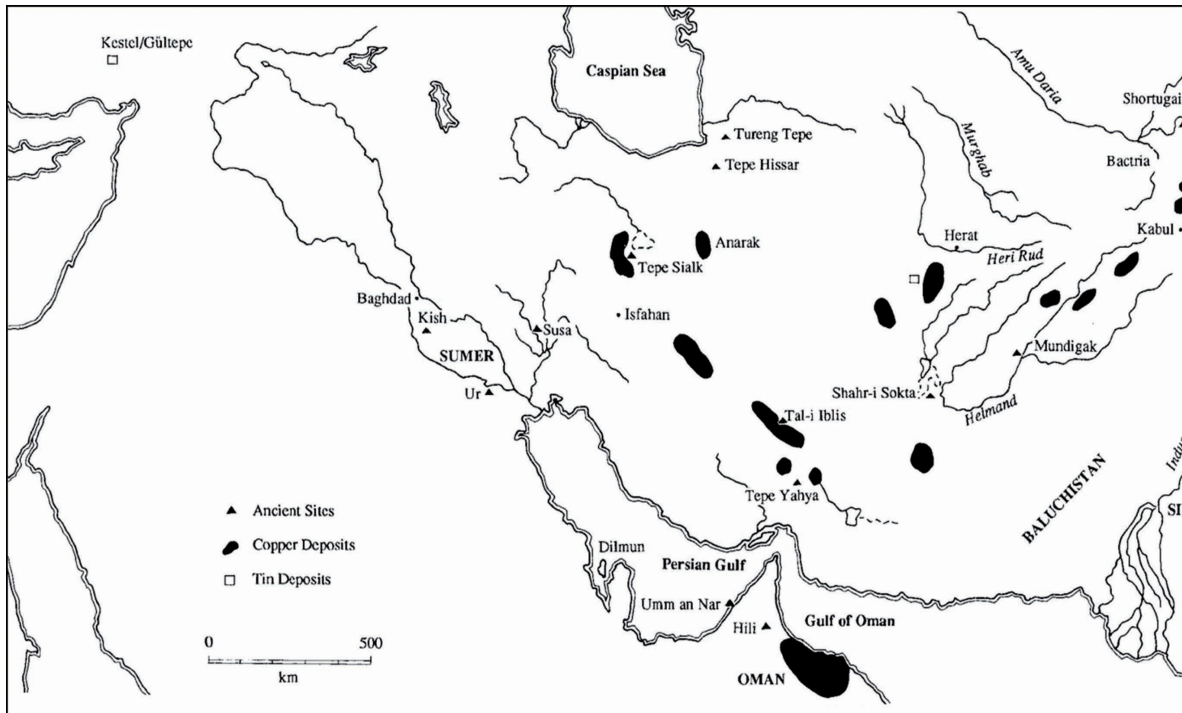 Kestel/Gültepe
Caspian Sea
Amu Daria
Shortugai
Tureng Tepe
Murghab
Bactria
Tepe Hissar
Anarak
Herat
Kabul
Heri Rud
Tepe Sialk
Baghdad
Kish
Isfahan
Susa
SUMER
Mundigak
Ur
Shahr-i Sokta
Helmand
Tal-i Iblis
Tepe Yahya
BALUCHISTAN
Ancient Sites
Copper Deposits
Tin Deposits
Dilmun
Persian Gulf
Umm an Nar
Gulf of Oman
Hili
OMAN
0 500
km